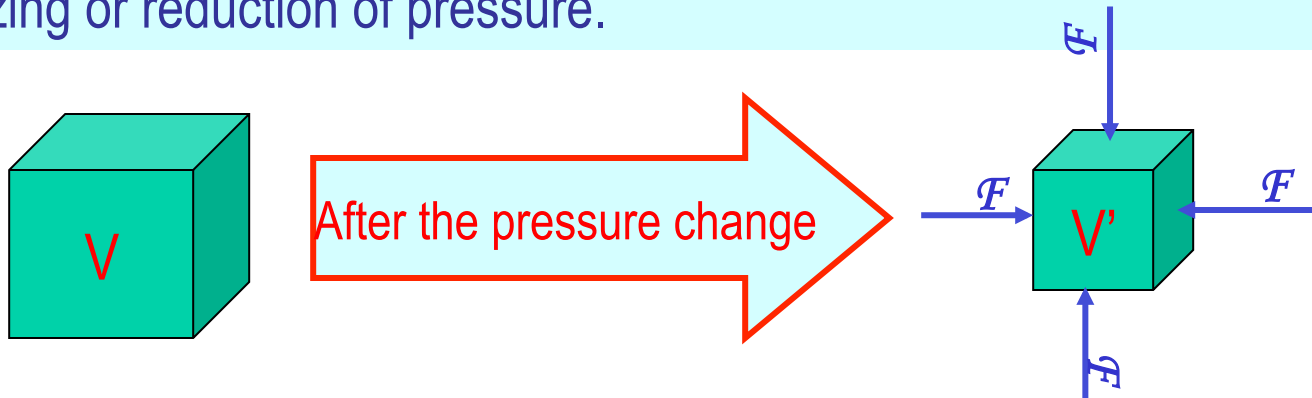 zing or reduction of pressure.
F
V
After the pressure change
F
V’
F
F